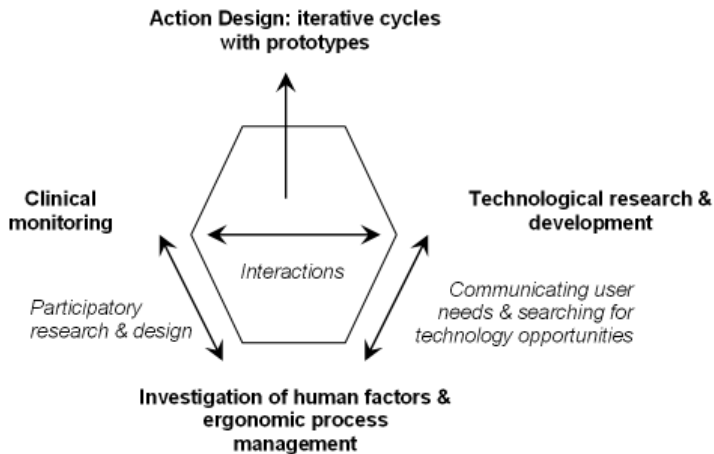 Action Design: iterative cycles
with prototypes
Clinical
monitoring
Technological research &
development
Interactions
Participatory
research & design
Communicating user
needs & searching for
technology opportunities
Investigation of human factors &
ergonomic process
management